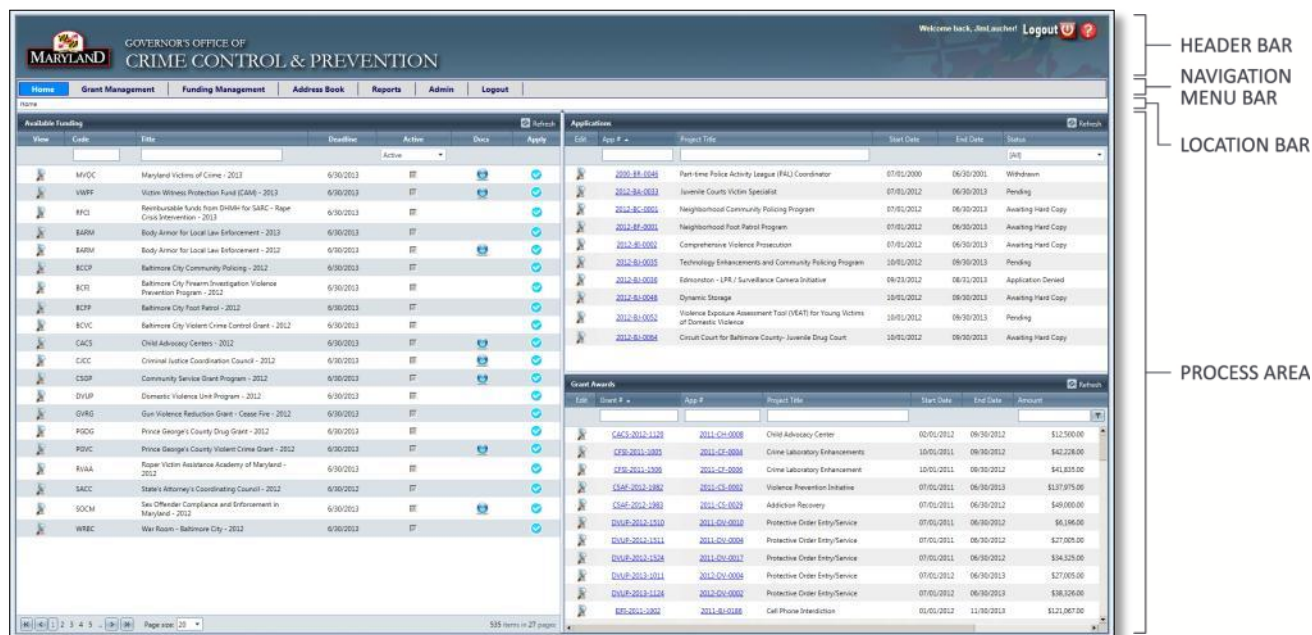 Welcome back, JimLaucher! Logout
GOVERNOR'S OFFICE OF
MARYLAND CRIME CONTROL & PREVENTION
Home Grant Management Funding Management Address Book Reports Admin Logout
Home
HEADER BAR
NAVIGATION
MENU BAR
LOCATION BAR
PROCESS AREA
Available Funding Refresh
View Code Title Deadline Active Docs Apply
Active
MVOC Maryland Victims of Crime - 2013 6/30/2013
VWPF Victim Witness Protection Fund (CAM) - 2013 6/30/2013
RFCI Reimbursable funds from DHMH for SARC - Rape
Crisis Intervention - 2013 6/30/2013
BARM Body Armor for Local Law Enforcement - 2013 6/30/2013
BARM Body Armor for Local Law Enforcement - 2012 6/30/2013
BCCP Baltimore City Community Policing - 2012 6/30/2013
BCFI Baltimore City Firearm Investigation Violence
Prevention Program - 2012 6/30/2013
BCFP Baltimore City Foot Patrol - 2012 6/30/2013
BCVC Baltimore City Violent Crime Control Grant - 2012 6/30/2013
CACS Child Advocacy Centers - 2012 6/30/2013
CJCC Criminal Justice Coordination Council - 2012 6/30/2013
CSGP Community Service Grant Program - 2012 6/30/2013
DVUP Domestic Violence Unit Program - 2012 6/30/2013
GVRG Gun Violence Reduction Grant - Cease Fire - 2012 6/30/2013
PGDG Prince George's County Drug Grant - 2012 6/30/2013
PGVC Prince George's County Violent Crime Grant - 2012 6/30/2013
RVAA Roper Victim Assistance Academy of Maryland -
2012 6/30/2013
SACC State's Attorney's Coordinating Council - 2012
SOCM Sex Offender Compliance and Enforcement in
Maryland - 2012 6/30/2013
WRBC War Room - Baltimore City - 2012 6/30/2013
1 2 3 4 5 ... Page size: 20 535 items in 27 pages
Applications Refresh
Edit App # Project Title Start Date End Date Status
[All]
2000-BR-0046 Part-time Police Activity League (PAL) Coordinator 07/01/2000 06/30/2001 Withdrawn
2012-BA-0033 Juvenile Courts Victim Specialist 07/01/2012 06/30/2013 Pending
2012-BC-0001 Neighborhood Community Policing Program 07/01/2012 06/30/2013 Awaiting Hard Copy
2012-BF-0001 Neighborhood Foot Patrol Program 07/01/2012 06/30/2013 Awaiting Hard Copy
Comprehensive Violence Prosecution 07/01/2012 06/30/2013 Awaiting Hard Copy
2012-BJ-0035 Technology Enhancements and Community Policing Program 10/01/2012 09/30/2013 Pending
Edmonston - LPR / Surveillance Camera Initiative 09/23/2012 08/31/2013 Application Denied
2012-BJ-0048 Dynamic Storage 10/01/2012 09/30/2013 Awaiting Hard Copy
2012-BJ-0052 Violence Exposure Assessment Tool (VEAT) for Young Victims
of Domestic Violence 10/01/2012 09/30/2013 Pending
2012-BJ-0064 Circuit Court for Baltimore County- Juvenile Drug Court 10/01/2012 09/30/2013 Awaiting Hard Copy
Grant Awards Refresh
Edit Grant # App # Project Title Start Date End Date Amount
CACS-2012-1120 2011-CH-0008 Child Advocacy Center 02/01/2012 09/30/2012 $12,500.00
CFSI-2011-1005 2011-CF-0004 Crime Laboratory Enhancements 10/01/2011 09/30/2012 $42,228.00
CFSI-2011-1506 2011-CF-0006 Crime Laboratory Enhancement 10/01/2011 09/30/2012 $41,835.00
CSAF-2012-1982 2011-CS-0002 Violence Prevention Initiative 07/01/2011 06/30/2012 $137,975.00
CSAF-2012-1983 2011-CS-0029 Addiction Recovery 07/01/2011 06/30/2012 $49,000.00
DVUP-2012-1510 2011-DV-0010 Protective Order Entry/Service 07/01/2011 06/30/2012 $6,196.00
DVUP-2012-1511 2011-DV-0004 Protective Order Entry/Service 07/01/2011 06/30/2012 $27,005.00
DVUP-2012-1524 2011-DV-0017 Protective Order Entry/Service 07/01/2011 06/30/2012 $34,325.00
DVUP-2013-1011 2012-DV-0004 Protective Order Entry/Service 07/01/2012 06/30/2013 $27,005.00
DVUP-2013-1124 2012-DV-0002 Protective Order Entry/Service 07/01/2012 06/30/2013 $38,326.00
2011-BJ-0186 Cell Phone Interdiction 01/01/2012 11/30/2013 $121,067.00